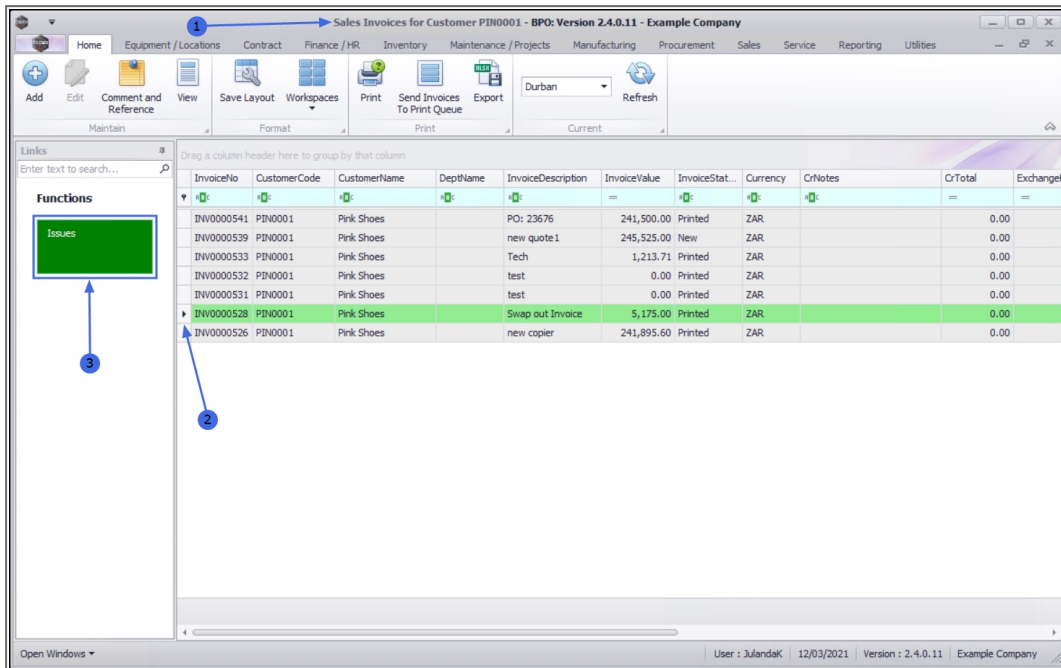 1
Sales Invoices for Customer PIN0001 - BPO: Version 2.4.0.11 - Example Company
Home Equipment / Locations Contract Finance / HR Inventory Maintenance / Projects Manufacturing Procurement Sales Service Reporting Utilities
Add Edit Comment and Reference View Save Layout Workspaces Print Send Invoices To Print Queue Export Durban Refresh
Maintain Format Print Current
Links
Enter text to search...
Functions
Issues
3
Drag a column header here to group by that column
InvoiceNo CustomerCode CustomerName DeptName InvoiceDescription InvoiceValue InvoiceStat... Currency CrNotes CrTotal Exchange
INV0000541 PIN0001 Pink Shoes PO: 23676 241,500.00 Printed ZAR 0.00
INV0000539 PIN0001 Pink Shoes new quote1 245,525.00 New ZAR 0.00
INV0000533 PIN0001 Pink Shoes Tech 1,213.71 Printed ZAR 0.00
INV0000532 PIN0001 Pink Shoes test 0.00 Printed ZAR 0.00
INV0000531 PIN0001 Pink Shoes test 0.00 Printed ZAR 0.00
INV0000528 PIN0001 Pink Shoes Swap out Invoice 5,175.00 Printed ZAR 0.00
INV0000526 PIN0001 Pink Shoes new copier 241,895.60 Printed ZAR 0.00
2
Open Windows User : JulandaK 12/03/2021 Version : 2.4.0.11 Example Company